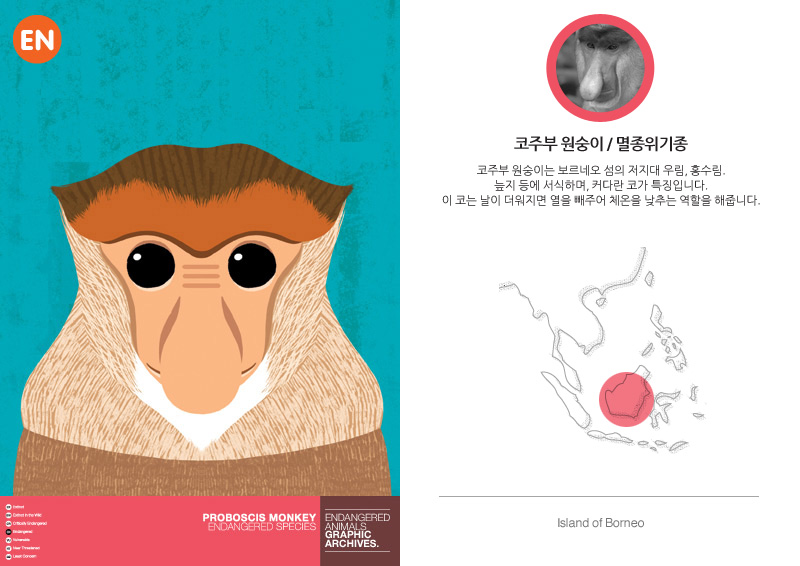 EN
Extinct
Extinct in the Wild
Critically Endangered
Endangered
Vulnerable
Near Threatened
Least Concern
PROBOSCIS MONKEY
ENDANGERED SPECIES
ENDANGERED
ANIMALS
GRAPHIC
ARCHIVES.
코주부 원숭이 / 멸종위기종
코주부 원숭이는 보르네오 섬의 저지대 우림, 홍수림.
늪지 등에 서식하며, 커다란 코가 특징입니다.
이 코는 날이 더워지면 열을 빼주어 체온을 낮추는 역할을 해줍니다.
Island of Borneo